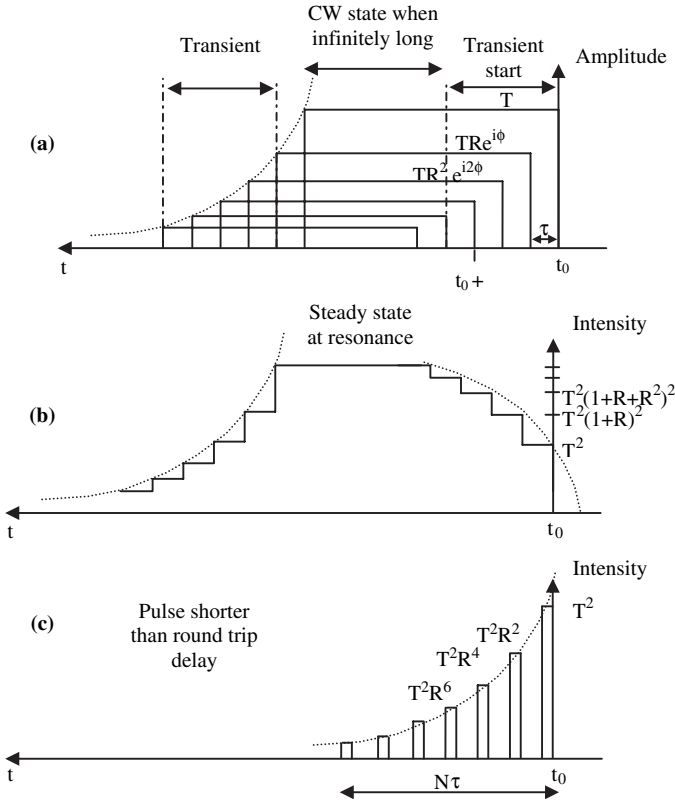 CW state when
infinitely long
Transient
Transient
start
Amplitude
(a)
T
TRe^{iφ}
TR^2 e^{i2φ}
τ
t
t_0 +
t_0
Steady state
at resonance
Intensity
(b)
T^2(1+R+R^2)^2
T^2(1+R)^2
T^2
t
t_0
Intensity
(c)
Pulse shorter
than round trip
delay
T^2
T^2R^2
T^2R^4
T^2R^6
t
t_0
Nτ